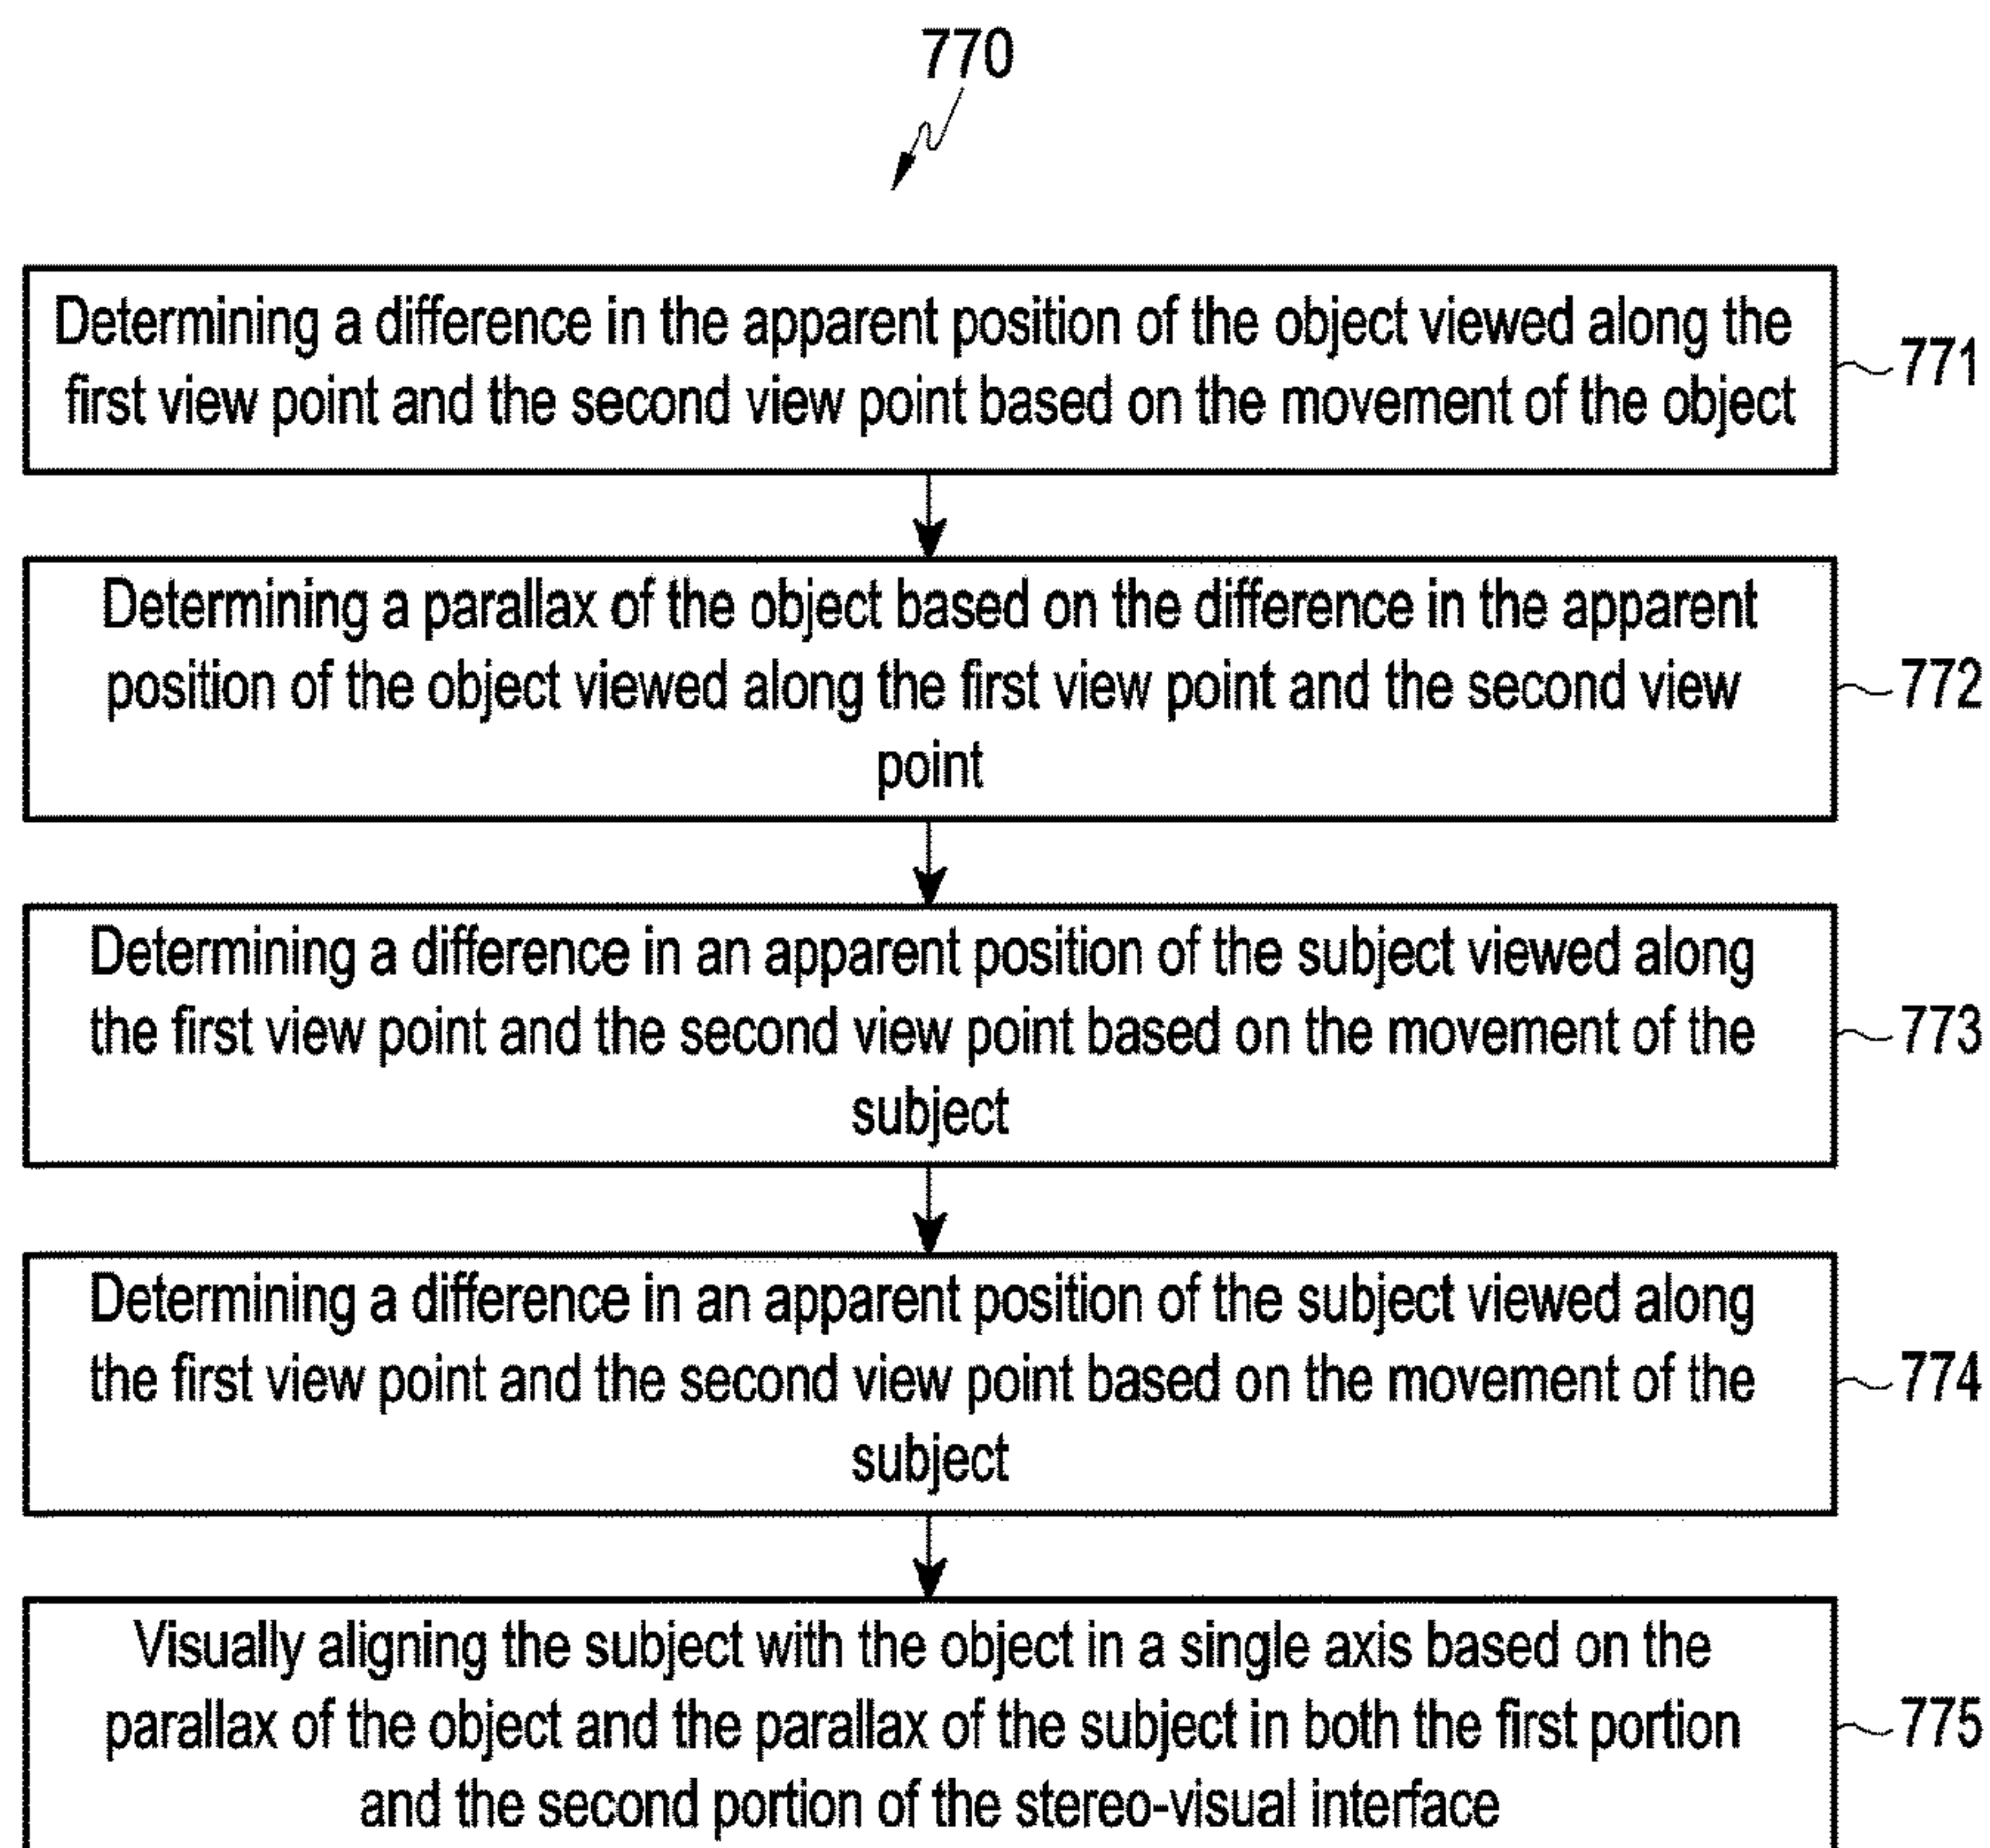 770
Determining a difference in the apparent position of the object viewed along the
first view point and the second view point based on the movement of the object
771
Determining a parallax of the object based on the difference in the apparent
position of the object viewed along the first view point and the second view
point
772
Determining a difference in an apparent position of the subject viewed along
the first view point and the second view point based on the movement of the
subject
773
Determining a difference in an apparent position of the subject viewed along
the first view point and the second view point based on the movement of the
subject
774
Visually aligning the subject with the object in a single axis based on the
parallax of the object and the parallax of the subject in both the first portion
and the second portion of the stereo-visual interface
775